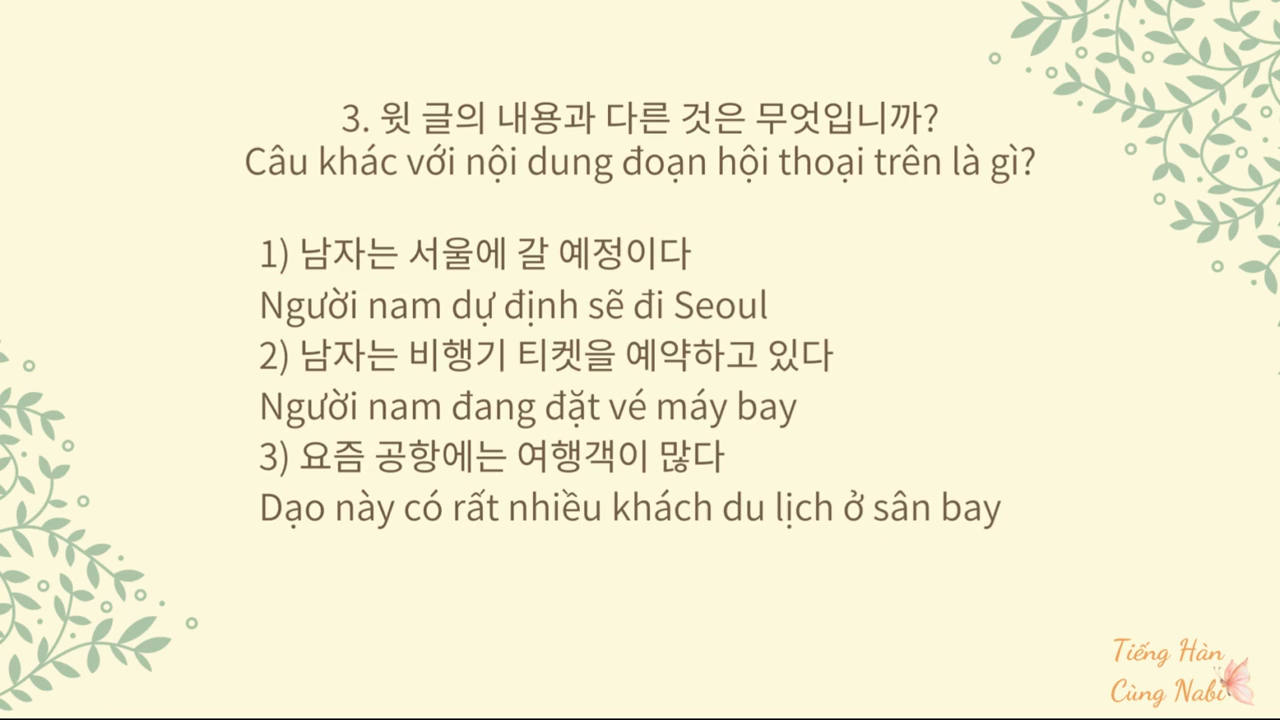 3. 윗 글의 내용과 다른 것은 무엇입니까?
Câu khác với nội dung đoạn hội thoại trên là gì?
1) 남자는 서울에 갈 예정이다
Người nam dự định sẽ đi Seoul
2) 남자는 비행기 티켓을 예약하고 있다
Người nam đang đặt vé máy bay
3) 요즘 공항에는 여행객이 많다
Dạo này có rất nhiều khách du lịch ở sân bay
Tiếng Hàn
Cùng Nabi